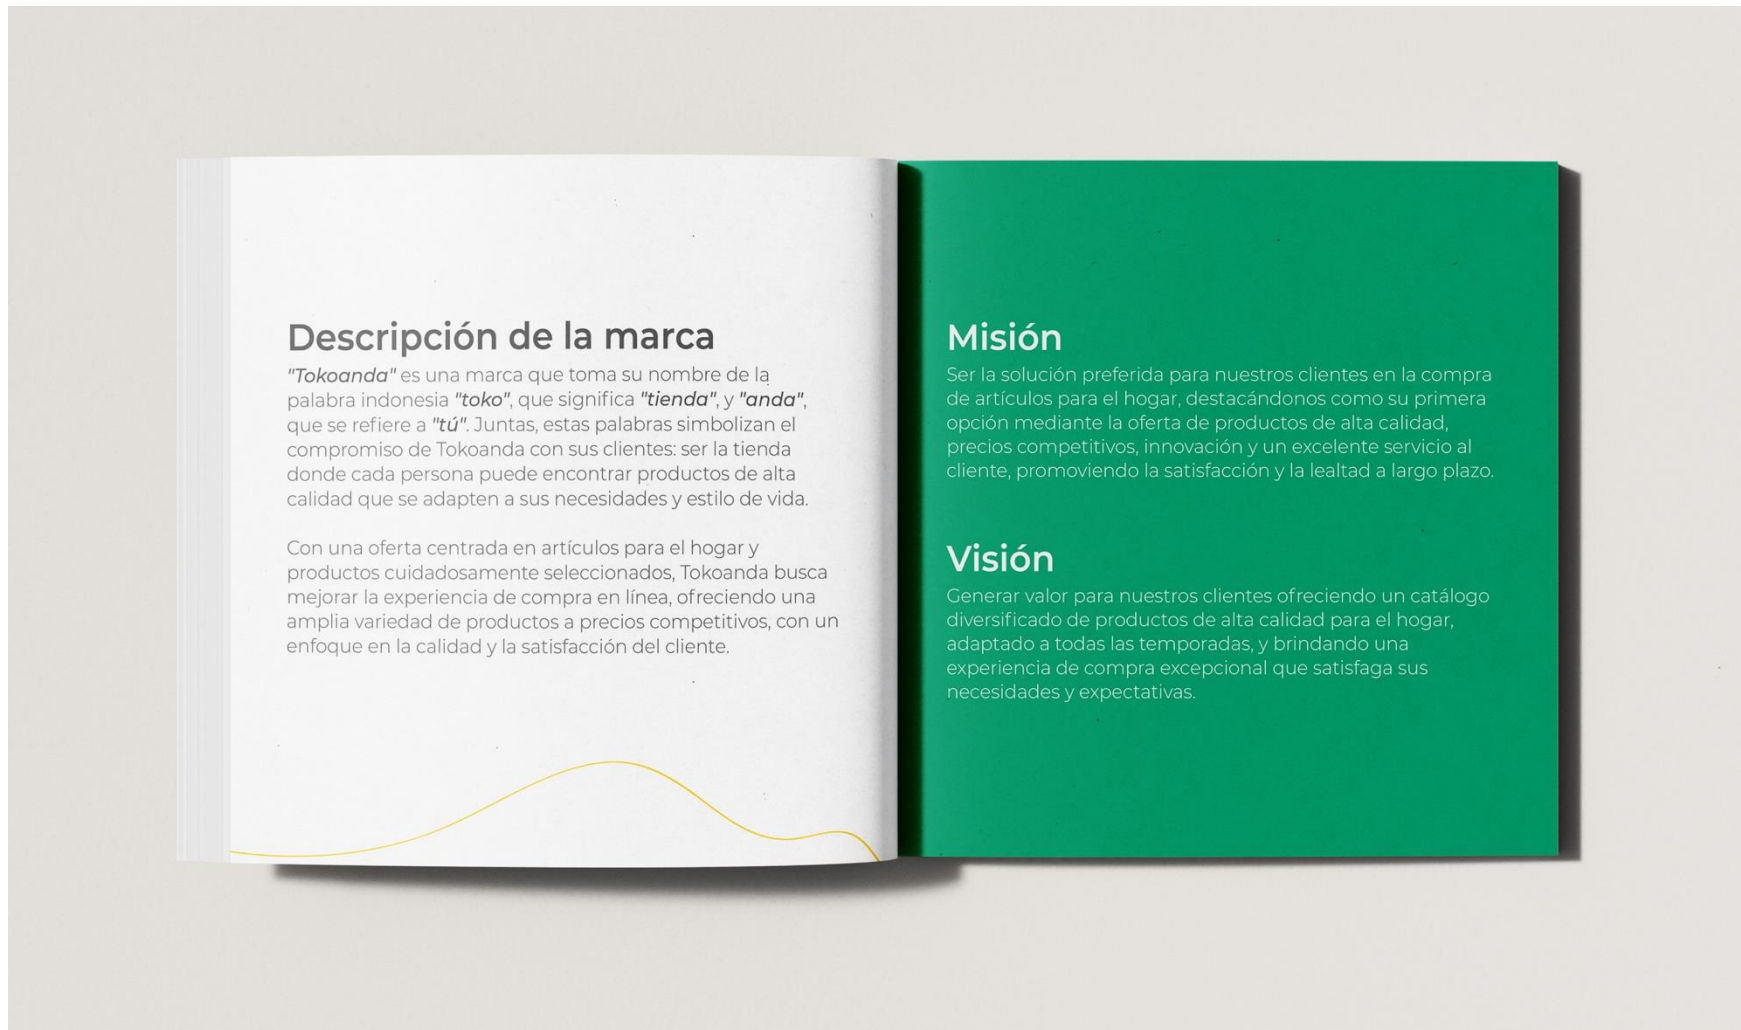 Descripción de la marca
"Tokoanda" es una marca que toma su nombre de la
palabra indonesia "toko", que significa "tienda", y "anda",
que se refiere a "tú". Juntas, estas palabras simbolizan el
compromiso de Tokoanda con sus clientes: ser la tienda
donde cada persona puede encontrar productos de alta
calidad que se adapten a sus necesidades y estilo de vida.
Con una oferta centrada en artículos para el hogar y
productos cuidadosamente seleccionados, Tokoanda busca
mejorar la experiencia de compra en línea, ofreciendo una
amplia variedad de productos a precios competitivos, con un
enfoque en la calidad y la satisfacción del cliente.
Misión
Ser la solución preferida para nuestros clientes en la compra
de artículos para el hogar, destacándonos como su primera
opción mediante la oferta de productos de alta calidad,
precios competitivos, innovación y un excelente servicio al
cliente, promoviendo la satisfacción y la lealtad a largo plazo.
Visión
Generar valor para nuestros clientes ofreciendo un catálogo
diversificado de productos de alta calidad para el hogar,
adaptado a todas las temporadas, y brindando una
experiencia de compra excepcional que satisfaga sus
necesidades y expectativas.